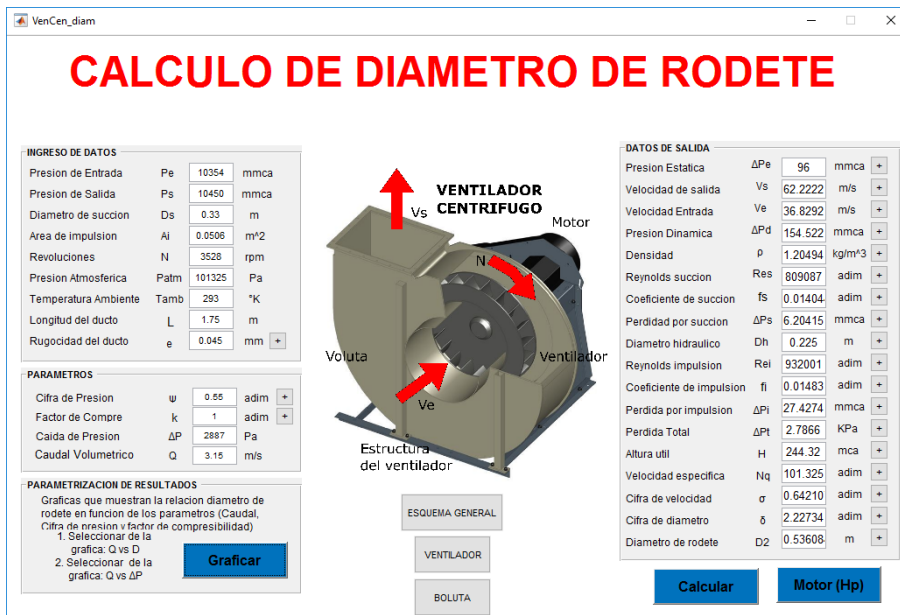 VenCen_diam
CALCULO DE DIAMETRO DE RODETE
INGRESO DE DATOS
Presion de Entrada Pe 10354 mmca
Presion de Salida Ps 10450 mmca
Diametro de succion Ds 0.33 m
Area de impulsion Ai 0.0506 m^2
Revoluciones N 3528 rpm
Presion Atmosferica Patm 101325 Pa
Temperatura Ambiente Tamb 293 °K
Longitud del ducto L 1.75 m
Rugocidad del ducto e 0.045 mm +
PARAMETROS
Cifra de Presion ψ 0.55 adim +
Factor de Compre k 1 adim +
Caida de Presion ΔP 2887 Pa
Caudal Volumetrico Q 3.15 m/s
PARAMETRIZACION DE RESULTADOS
Graficas que muestran la relacion diametro de
rodete en funcion de los parametros (Caudal,
Cifra de presion y factor de compresibilidad)
1. Seleccionar de la
grafica: Q vs D
2. Seleccionar de la
grafica: Q vs ΔP
Graficar
VENTILADOR
CENTRIFUGO
Vs
Motor
N
Voluta
Ventilador
Ve
Estructura
del ventilador
ESQUEMA GENERAL
VENTILADOR
BOLUTA
DATOS DE SALIDA
Presion Estatica ΔPe 96 mmca +
Velocidad de salida Vs 62.2222 m/s +
Velocidad Entrada Ve 36.8292 m/s +
Presion Dinamica ΔPd 154.522 mmca +
Densidad ρ 1.20494 kg/m^3 +
Reynolds succion Res 809087 adim +
Coeficiente de succion fs 0.01404 adim +
Perdidad por succion ΔPs 6.20415 mmca +
Diametro hidraulico Dh 0.225 m +
Reynolds impulsion Rei 932001 adim +
Coeficiente de impulsion fi 0.01483 adim +
Perdida por impulsion ΔPi 27.4274 mmca +
Perdida Total ΔPt 2.7866 KPa +
Altura util H 244.32 mca +
Velocidad especifica Nq 101.325 adim +
Cifra de velocidad σ 0.64210 adim +
Cifra de diametro δ 2.22734 adim +
Diametro de rodete D2 0.53608 m +
Calcular
Motor (Hp)